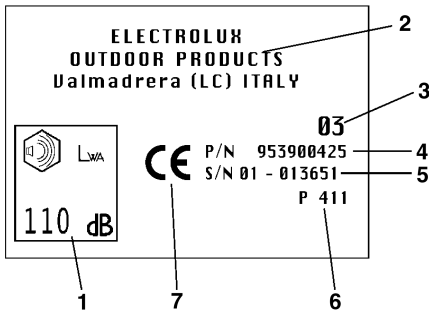 ELECTROLUX
OUTDOOR PRODUCTS
Valmadrera (LC) ITALY
2
3
03
P/N 953900425
4
S/N 01 - 013651
5
P 411
LWA
110 dB
CE
1
7
6